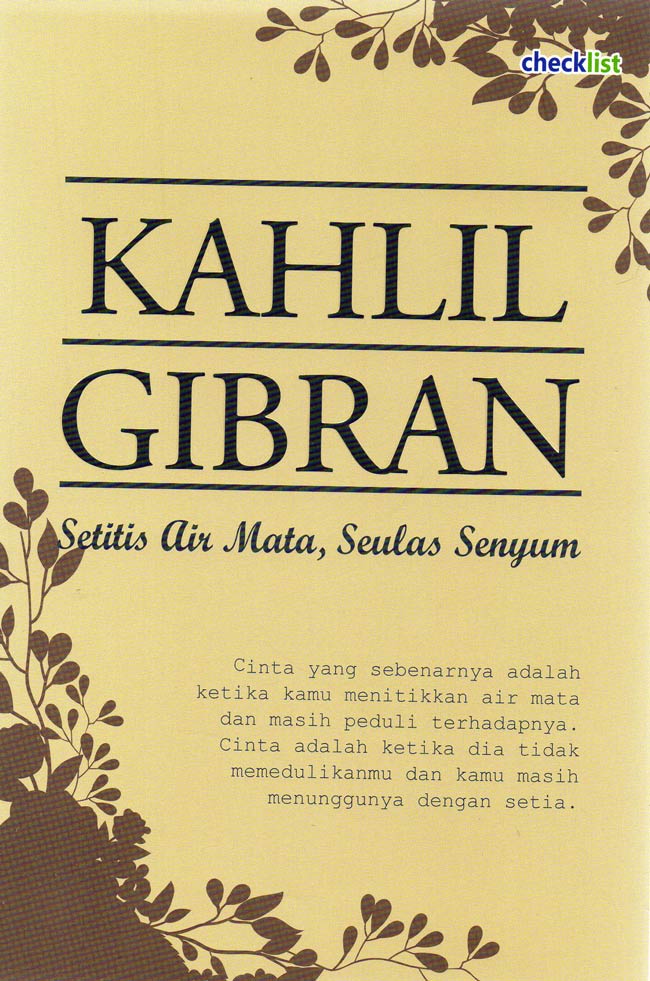 checklist
KAHLIL
GIBRAN
Setitis Air Mata, Seulas Senyum
Cinta yang sebenarnya adalah
ketika kamu menitikkan air mata
dan masih peduli terhadapnya.
Cinta adalah ketika dia tidak
memedulikanmu dan kamu masih
menunggunya dengan setia.